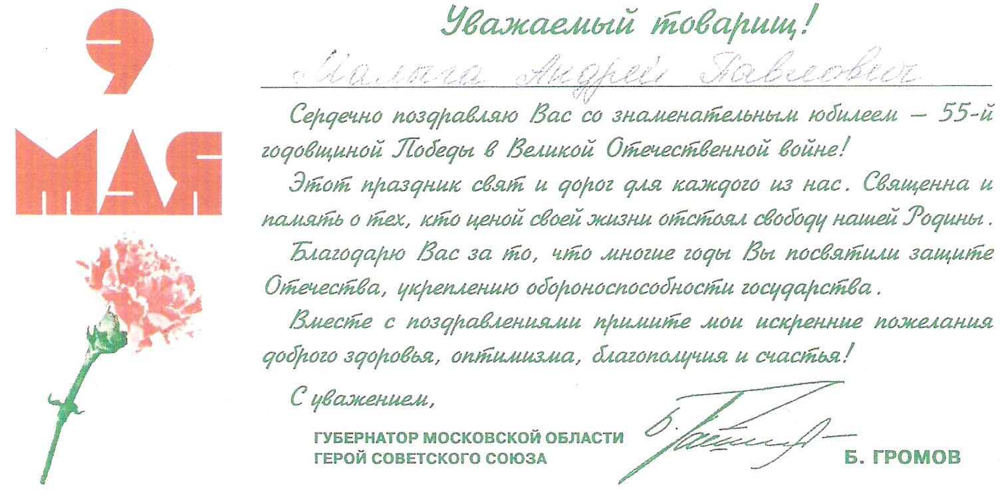 9
МАЯ
Уважаемый товарищ!
Малыга Андрей Павлович
Сердечно поздравляю Вас со знаменательным юбилеем – 55-й
годовщиной Победы в Великой Отечественной войне!
Этот праздник свят и дорог для каждого из нас. Священна и
память о тех, кто ценой своей жизни отстоял свободу нашей Родины.
Благодарю Вас за то, что многие годы Вы посвятили защите
Отечества, укреплению обороноспособности государства.
Вместе с поздравлениями примите мои искренние пожелания
доброго здоровья, оптимизма, благополучия и счастья!
С уважением,
ГУБЕРНАТОР МОСКОВСКОЙ ОБЛАСТИ
ГЕРОЙ СОВЕТСКОГО СОЮЗА
Б. ГРОМОВ